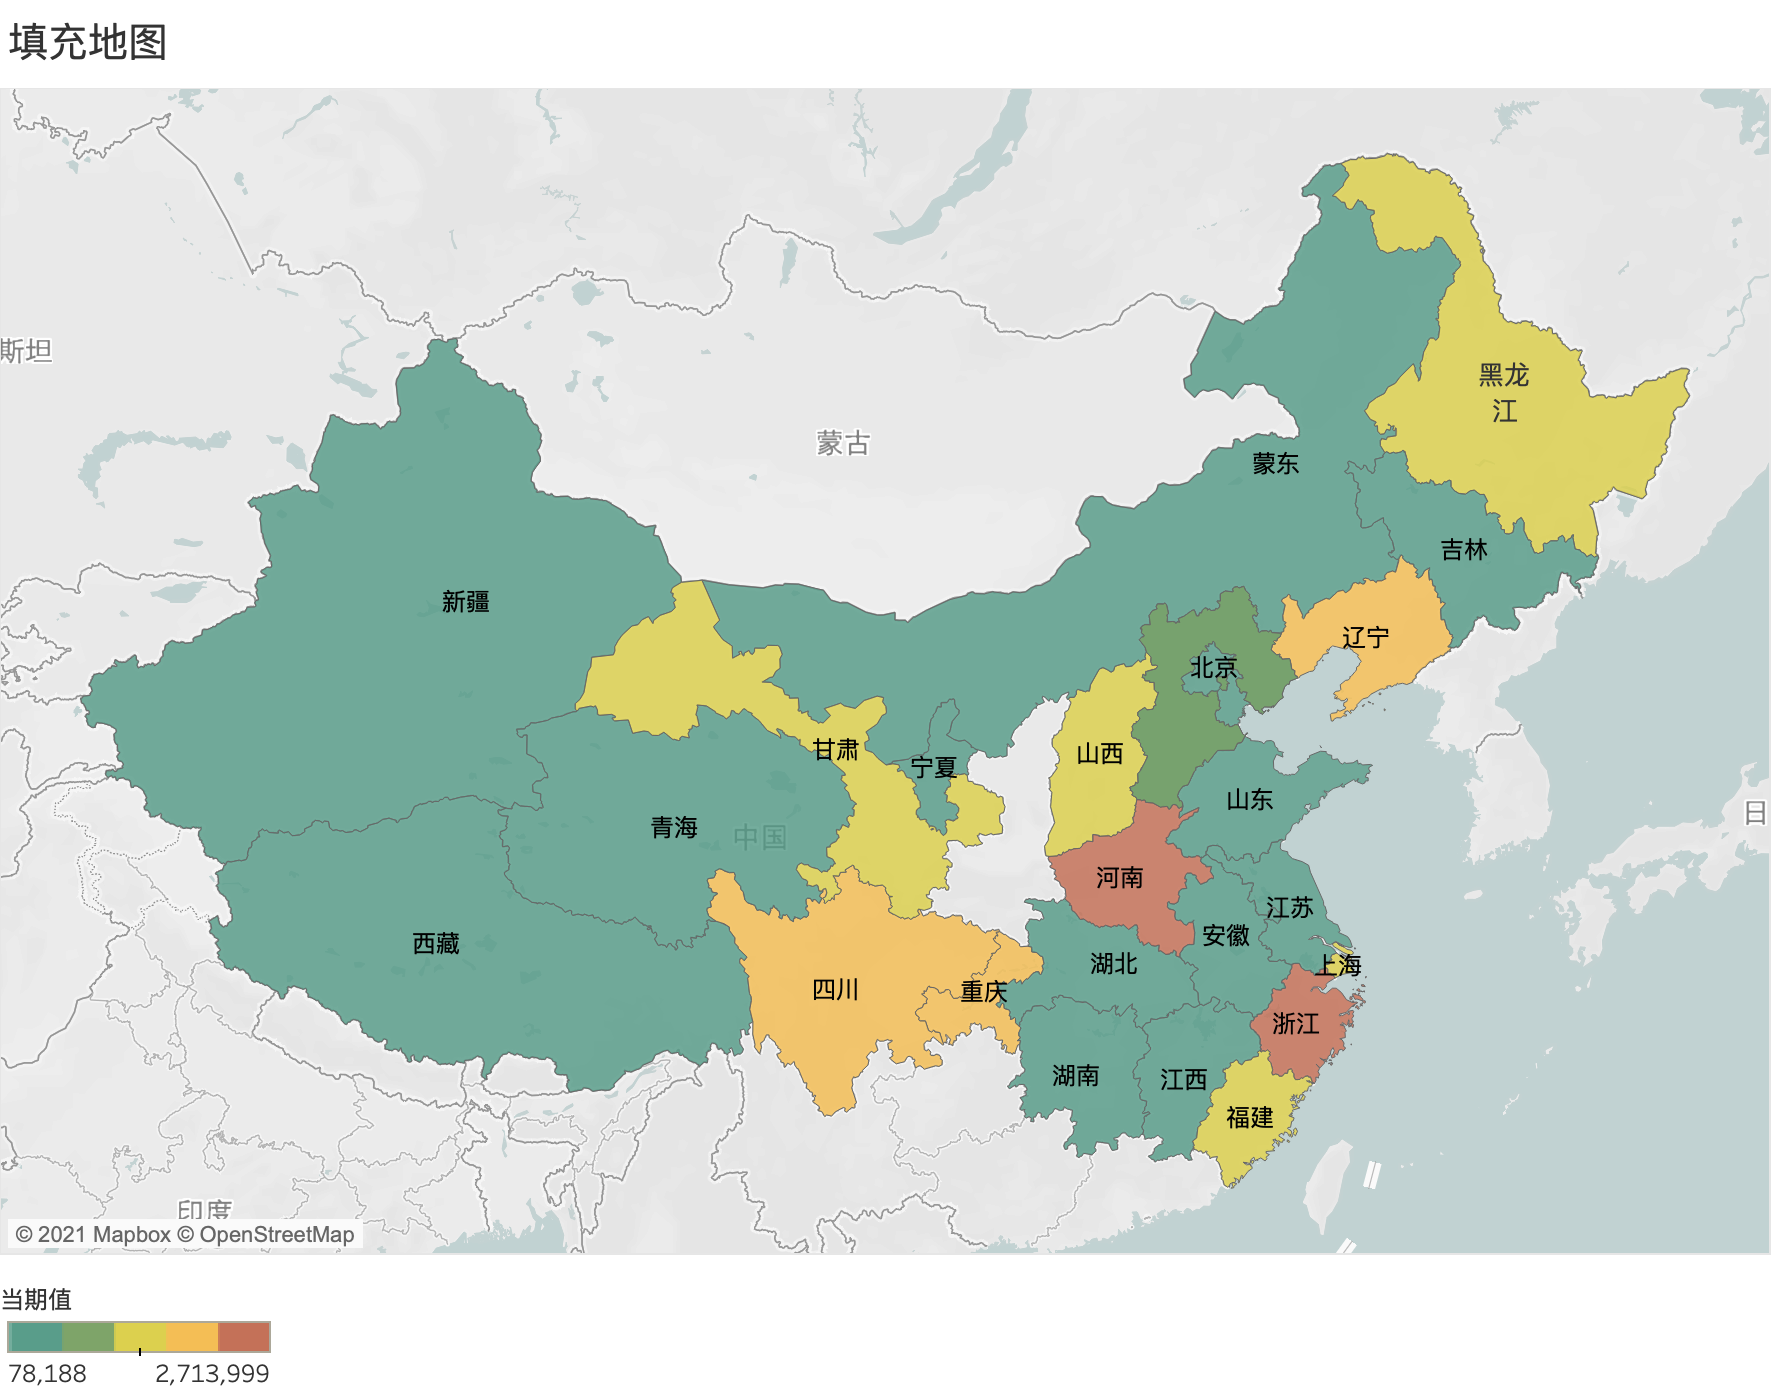 填充地图
斯坦
黑龙
江
蒙古
蒙东
吉林
新疆
辽宁
北京
甘肃
山西
宁夏
山东
日
青海
中国
河南
江苏
安徽
西藏
湖北
上海
四川
重庆
浙江
湖南
江西
福建
印度
© 2021 Mapbox © OpenStreetMap
当期值
78,188
2,713,999